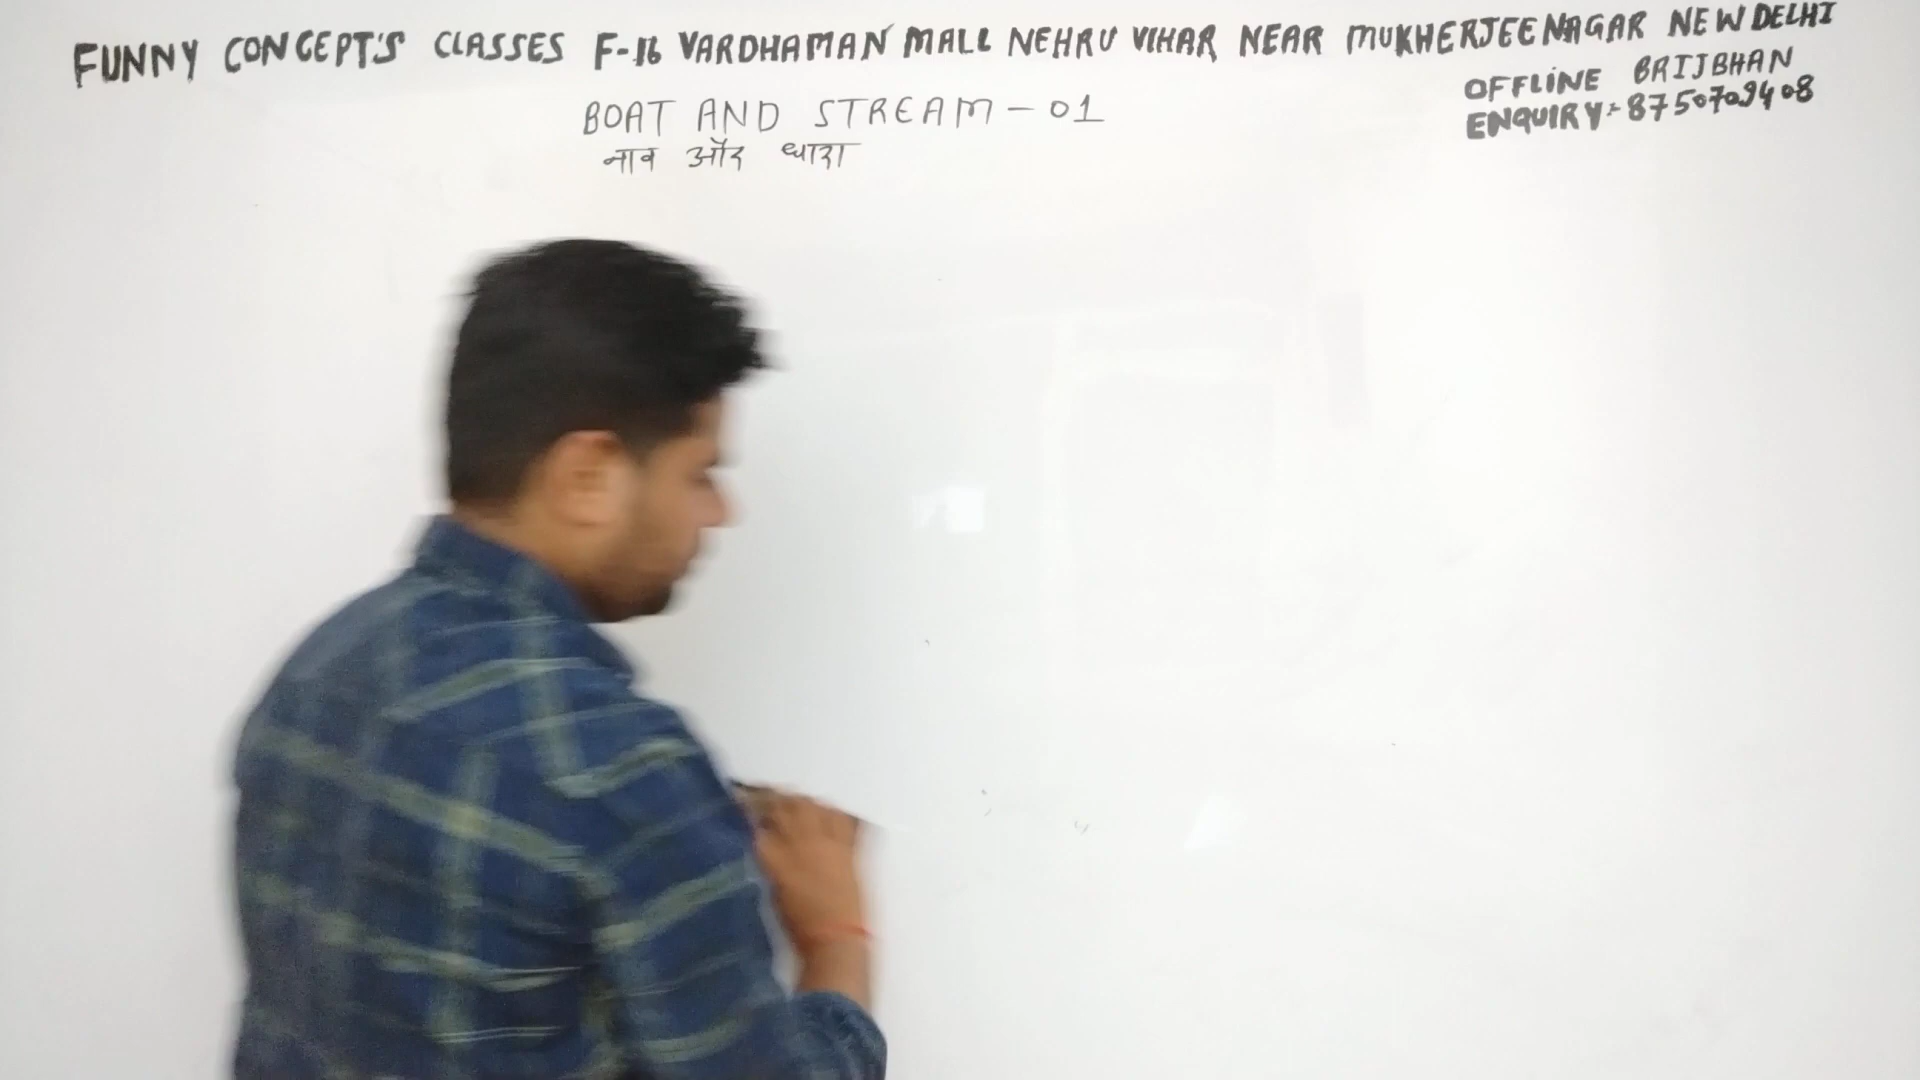 FUNNY CONCEPT'S CLASSES F-16 VARDHAMAN MALL NEHRU VIHAR NEAR MUKHERJEE NAGAR NEW DELHI
OFFLINE BRIJBHAN
ENQUIRY:- 8750709408
BOAT AND STREAM - 01
नाव और धारा